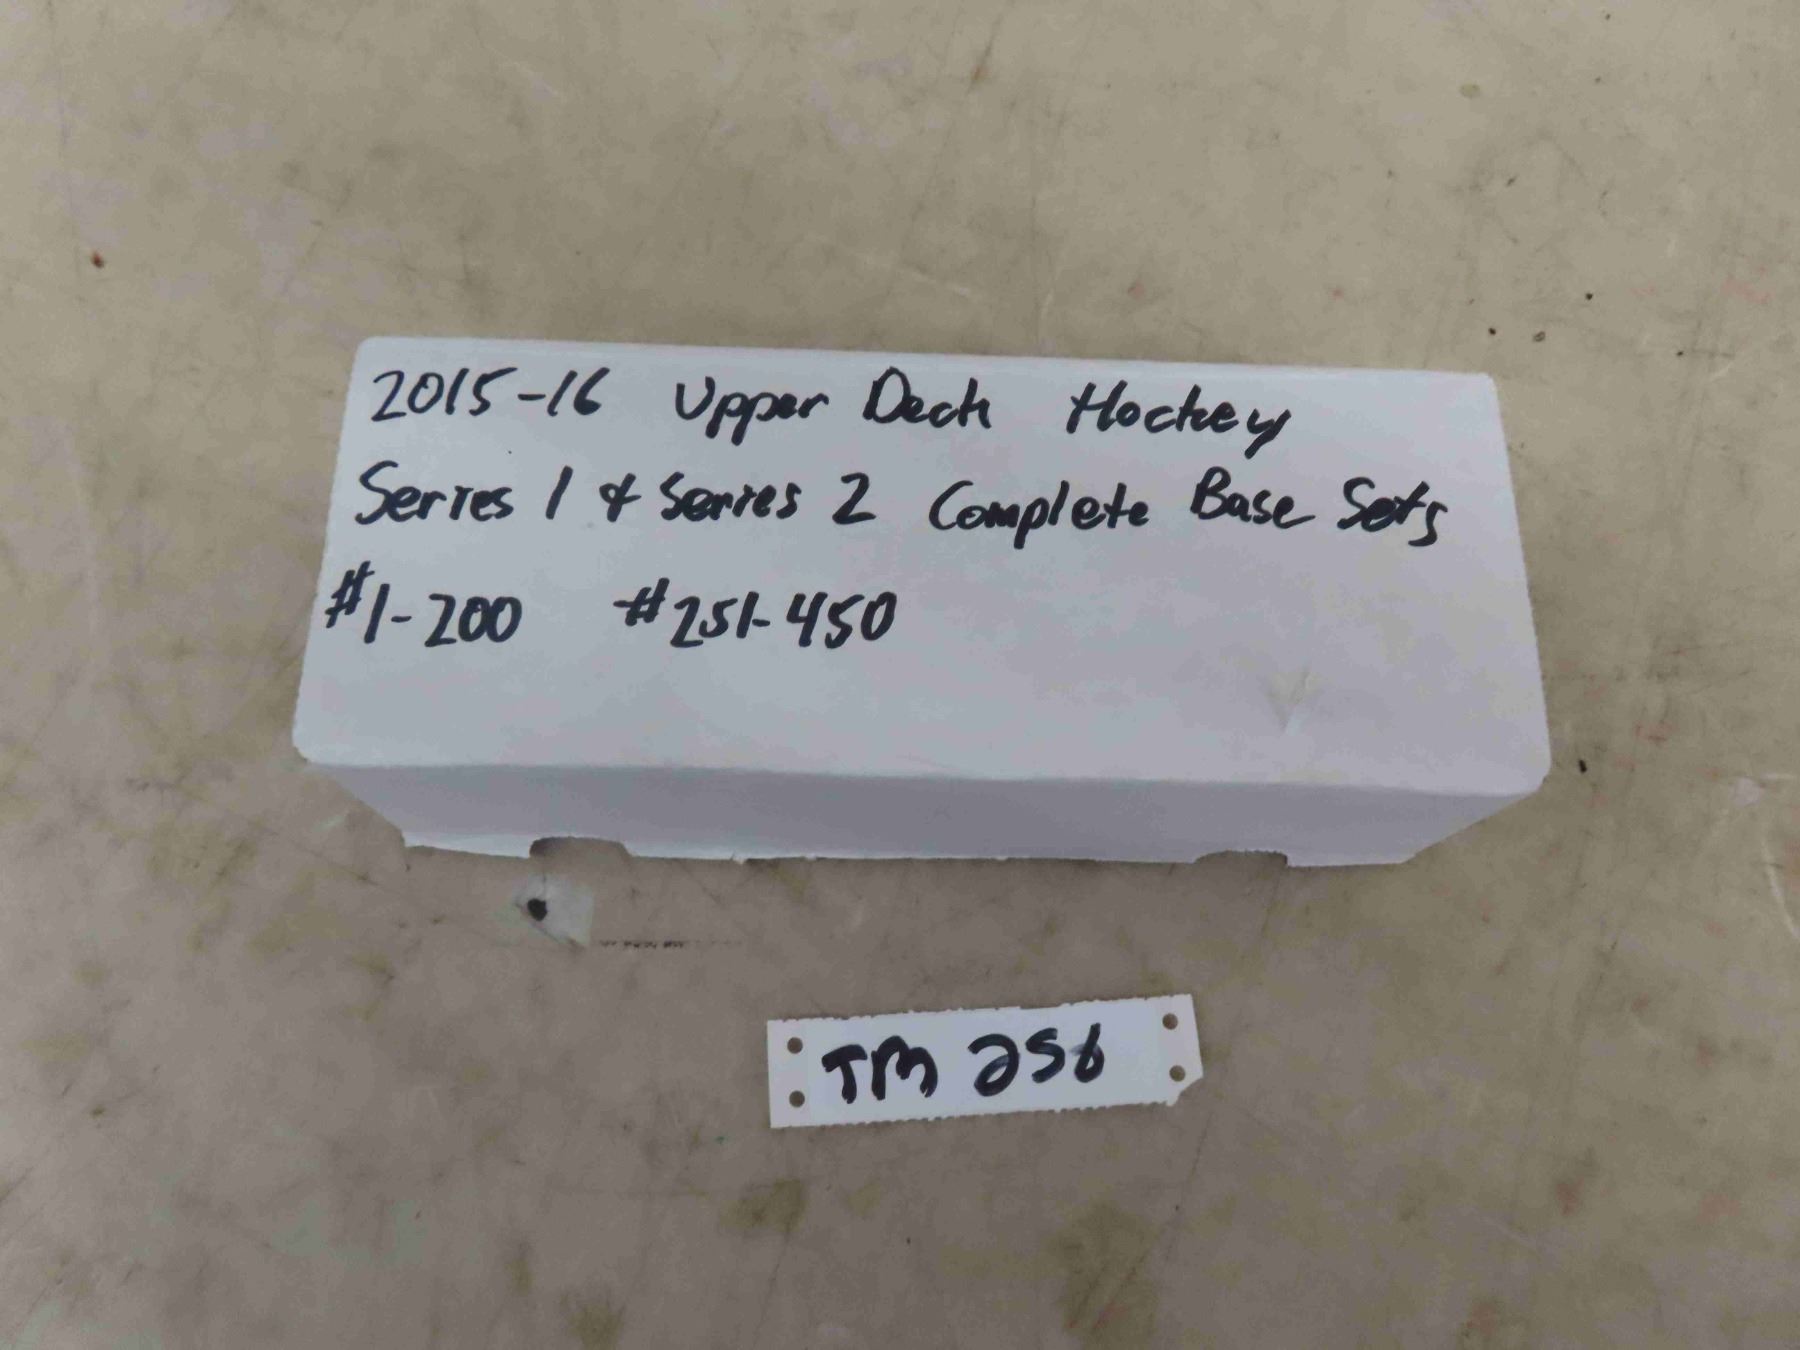 2015-16 Upper Deck Hockey
Series 1 & Series 2 Complete Base Sets
#1-200 #251-450
TM 256